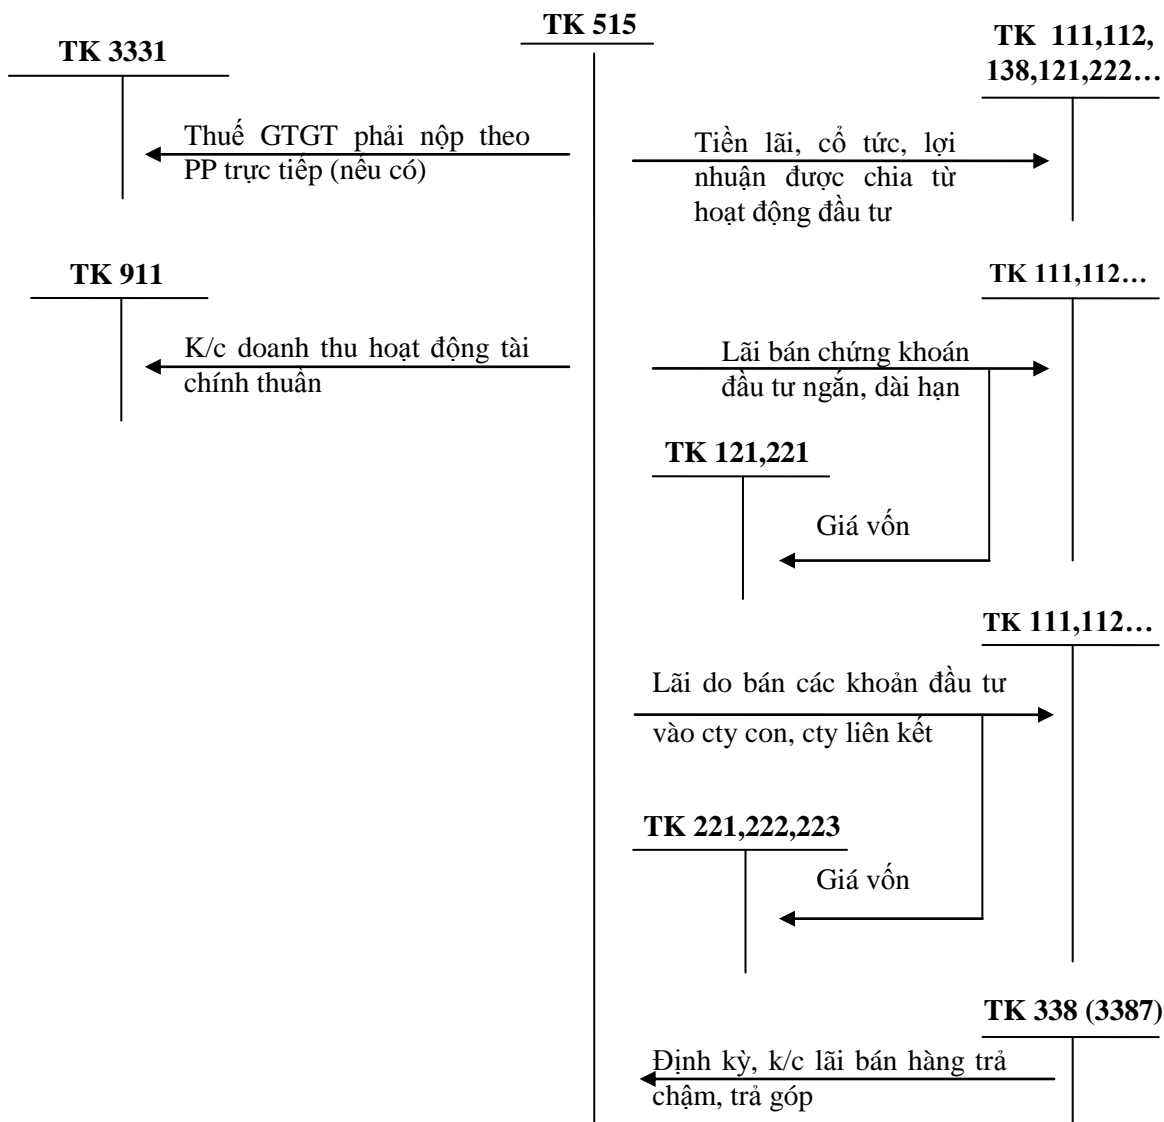 TK 515
TK 3331
TK 111,112,
138,121,222…
Thuế GTGT phải nộp theo
PP trực tiếp (nếu có)
Tiền lãi, cổ tức, lợi
nhuận được chia từ
hoạt động đầu tư
TK 911
TK 111,112…
K/c doanh thu hoạt động tài
chính thuần
Lãi bán chứng khoán
đầu tư ngắn, dài hạn
TK 121,221
Giá vốn
TK 111,112…
Lãi do bán các khoản đầu tư
vào cty con, cty liên kết
TK 221,222,223
Giá vốn
TK 338 (3387)
Định kỳ, k/c lãi bán hàng trả
chậm, trả góp